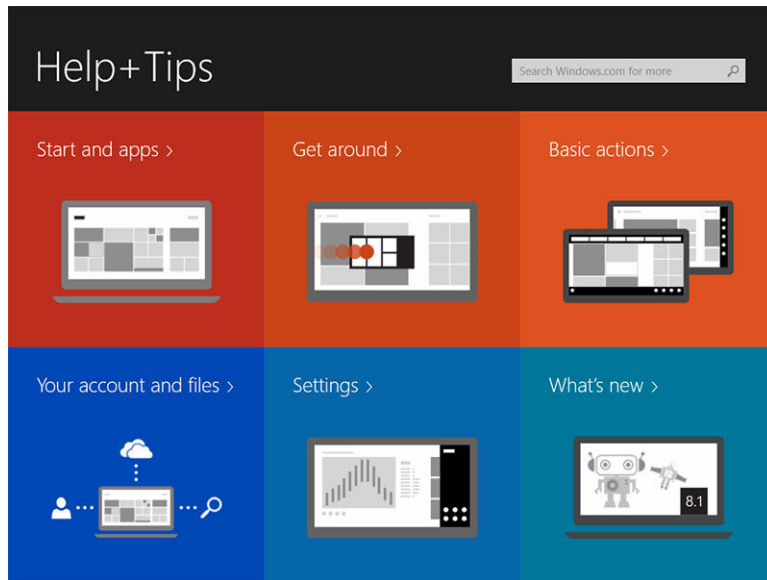 Help+Tips
Search Windows.com for more
Start and apps >
Get around >
Basic actions >
Your account and files >
Settings >
What's new >
8.1